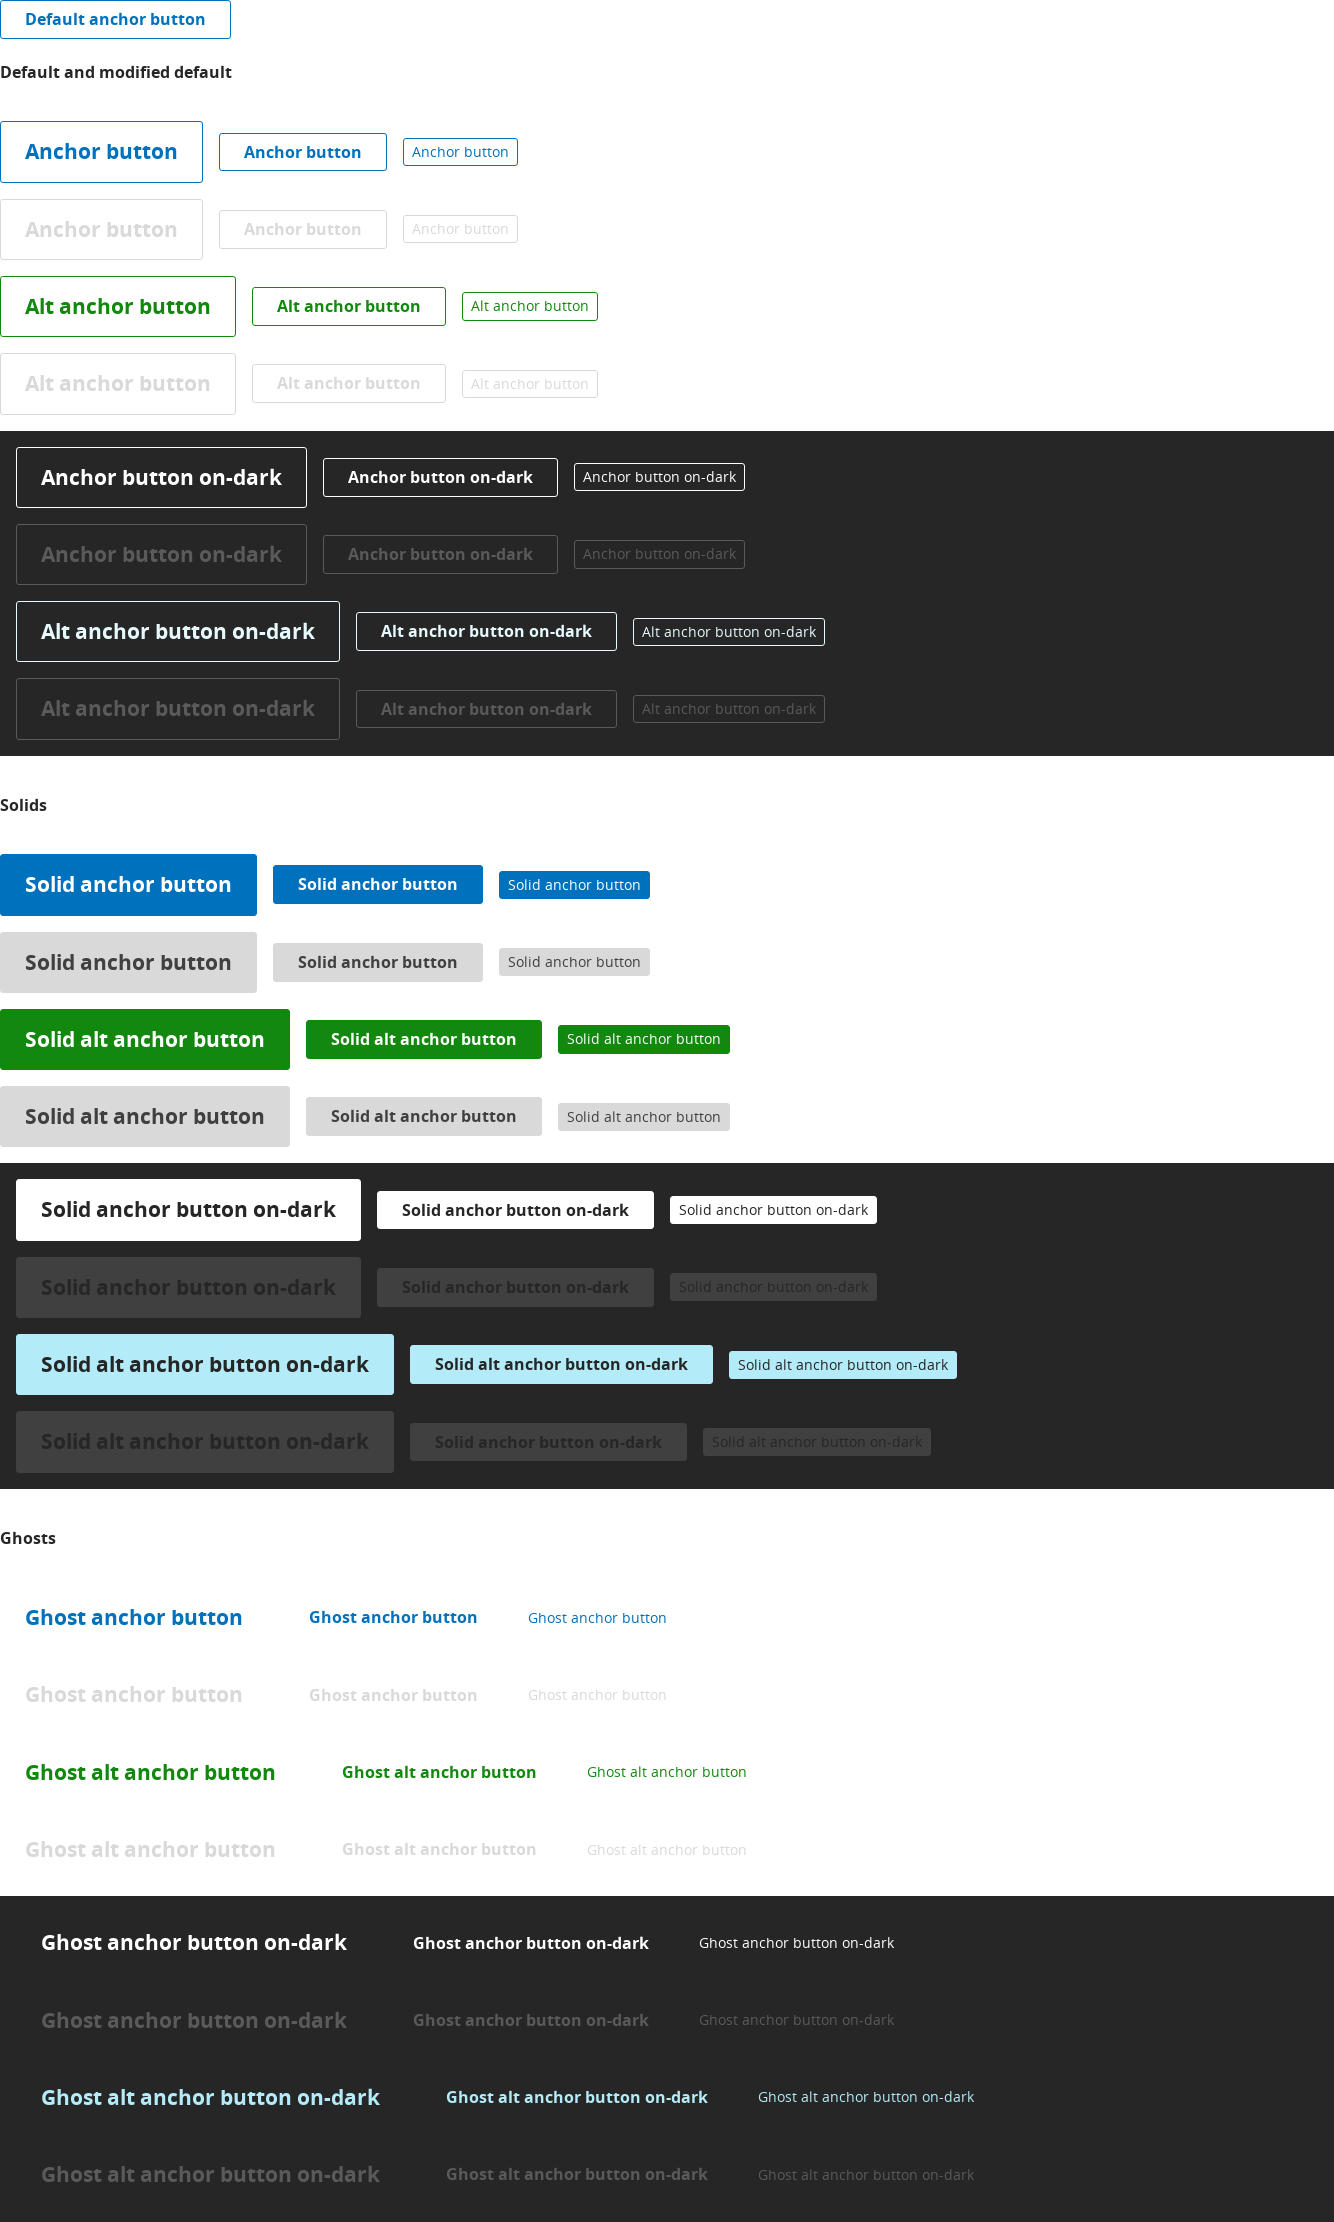 Default anchor button
Default and modified default
Anchor button Anchor button Anchor button
Anchor button Anchor button Anchor button
Alt anchor button Alt anchor button Alt anchor button
Alt anchor button Alt anchor button Alt anchor button
Anchor button on-dark Anchor button on-dark Anchor button on-dark
Anchor button on-dark Anchor button on-dark Anchor button on-dark
Alt anchor button on-dark Alt anchor button on-dark Alt anchor button on-dark
Alt anchor button on-dark Alt anchor button on-dark Alt anchor button on-dark
Solids
Solid anchor button Solid anchor button Solid anchor button
Solid anchor button Solid anchor button Solid anchor button
Solid alt anchor button Solid alt anchor button Solid alt anchor button
Solid alt anchor button Solid alt anchor button Solid alt anchor button
Solid anchor button on-dark Solid anchor button on-dark Solid anchor button on-dark
Solid anchor button on-dark Solid anchor button on-dark Solid anchor button on-dark
Solid alt anchor button on-dark Solid alt anchor button on-dark Solid alt anchor button on-dark
Solid alt anchor button on-dark Solid anchor button on-dark Solid alt anchor button on-dark
Ghosts
Ghost anchor button Ghost anchor button Ghost anchor button
Ghost anchor button Ghost anchor button Ghost anchor button
Ghost alt anchor button Ghost alt anchor button Ghost alt anchor button
Ghost alt anchor button Ghost alt anchor button Ghost alt anchor button
Ghost anchor button on-dark Ghost anchor button on-dark Ghost anchor button on-dark
Ghost anchor button on-dark Ghost anchor button on-dark Ghost anchor button on-dark
Ghost alt anchor button on-dark Ghost alt anchor button on-dark Ghost alt anchor button on-dark
Ghost alt anchor button on-dark Ghost alt anchor button on-dark Ghost alt anchor button on-dark